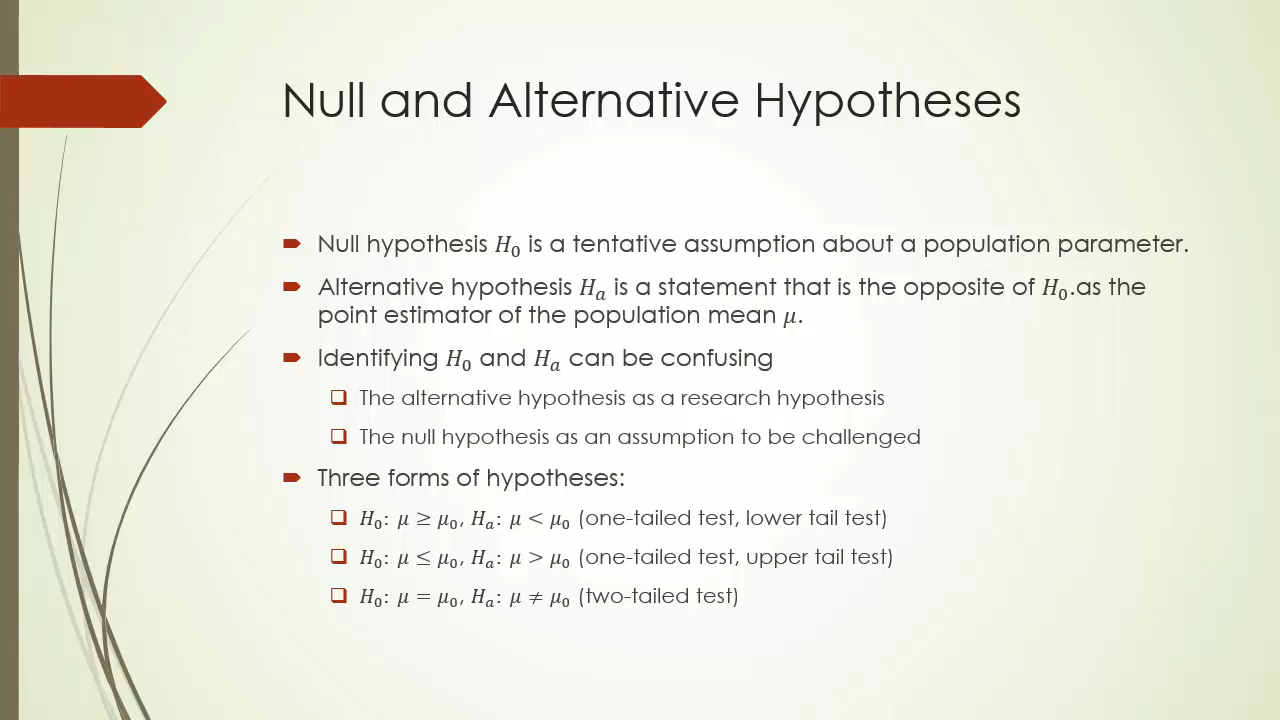 Null and Alternative Hypotheses
Null hypothesis H₀ is a tentative assumption about a population parameter.
Alternative hypothesis Hₐ is a statement that is the opposite of H₀.as the
point estimator of the population mean μ.
Identifying H₀ and Hₐ can be confusing
The alternative hypothesis as a research hypothesis
The null hypothesis as an assumption to be challenged
Three forms of hypotheses:
H₀: μ ≥ μ₀, Hₐ: μ < μ₀ (one-tailed test, lower tail test)
H₀: μ ≤ μ₀, Hₐ: μ > μ₀ (one-tailed test, upper tail test)
H₀: μ = μ₀, Hₐ: μ ≠ μ₀ (two-tailed test)